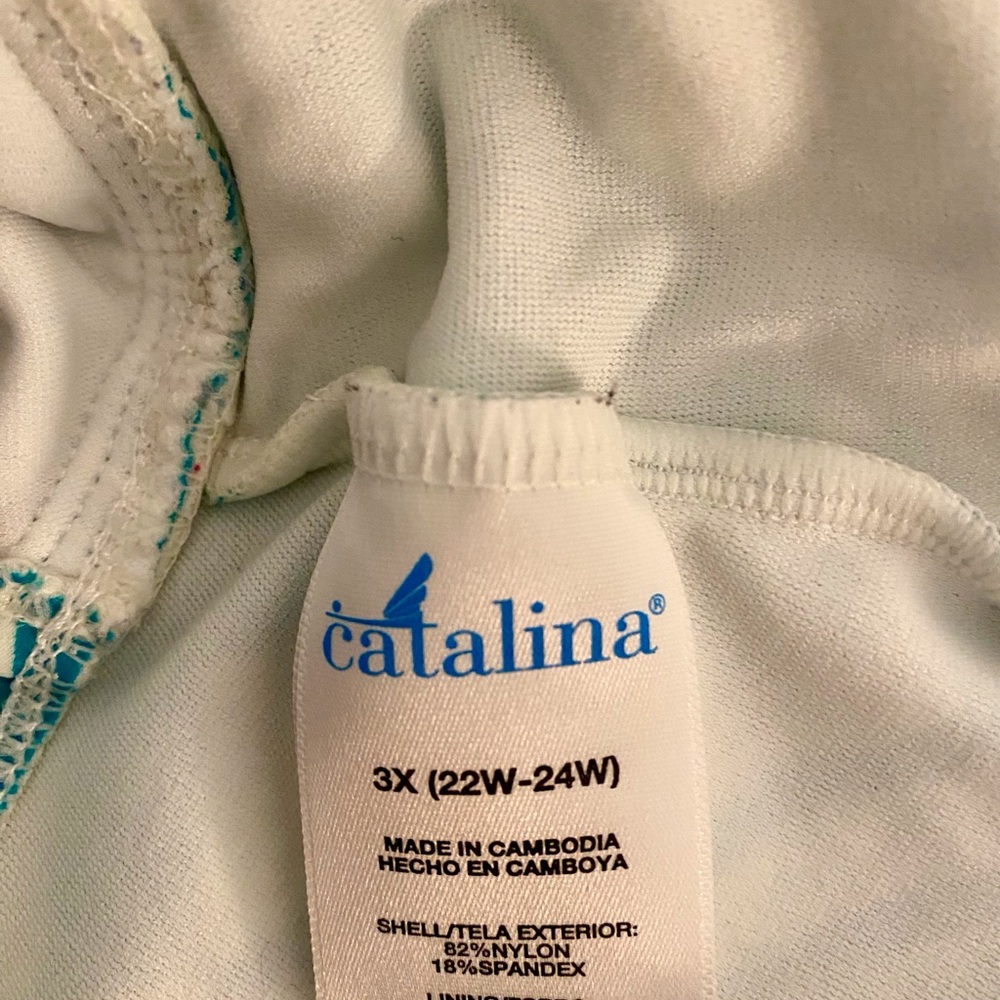 catalina®
3X (22W-24W)
MADE IN CAMBODIA
HECHO EN CAMBOYA
SHELL/TELA EXTERIOR:
82%NYLON
18%SPANDEX